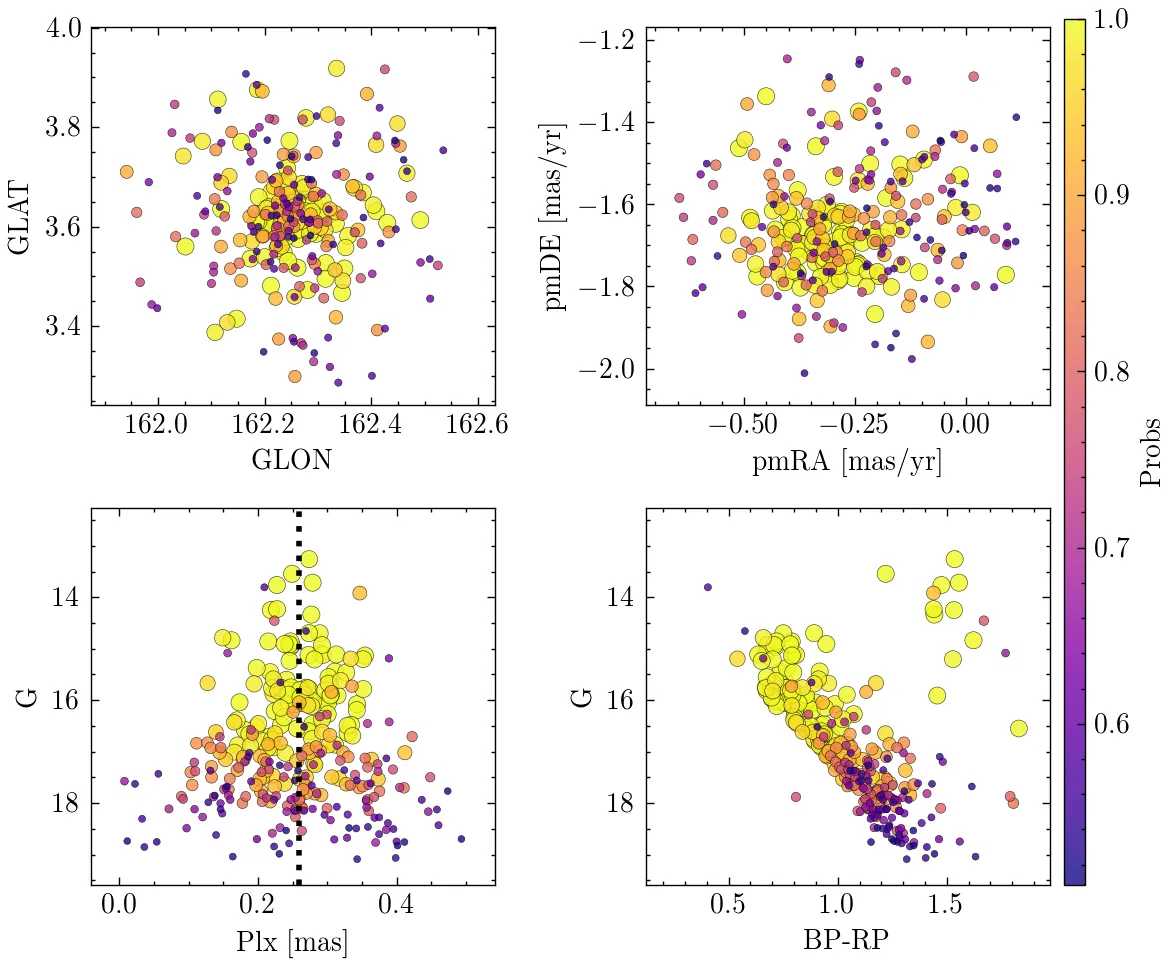 4.0
3.8
3.6
3.4
GLAT
162.0 162.2 162.4 162.6
GLON
−1.2
−1.4
−1.6
−1.8
−2.0
pmDE [mas/yr]
−0.50 −0.25 0.00
pmRA [mas/yr]
1.0
0.9
0.8
0.7
0.6
Probs
14
16
18
G
0.0 0.2 0.4
Plx [mas]
14
16
18
G
0.5 1.0 1.5
BP-RP